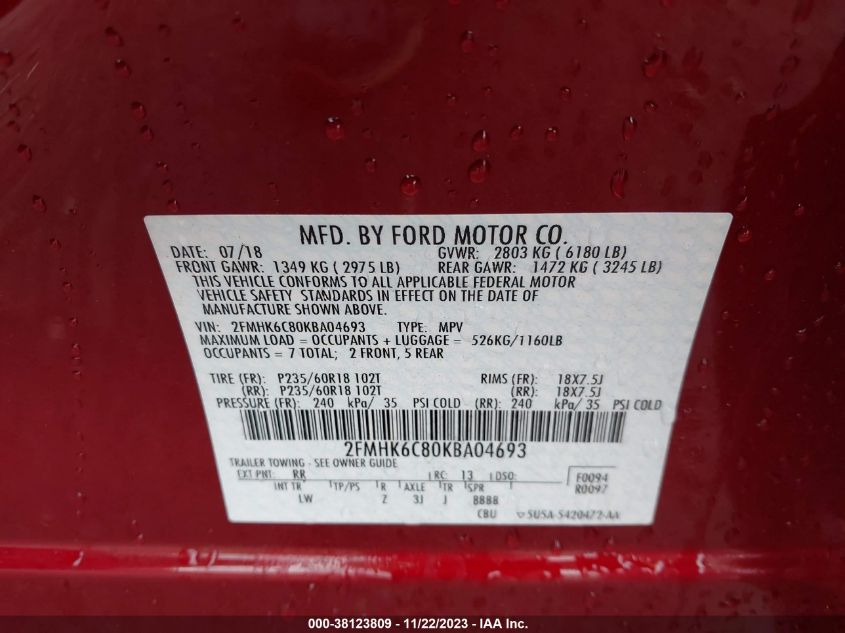 MFD. BY FORD MOTOR CO.
DATE: 07/18 GVWR: 2803 KG ( 6180 LB)
FRONT GAWR: 1349 KG ( 2975 LB) REAR GAWR: 1472 KG ( 3245 LB)
THIS VEHICLE CONFORMS TO ALL APPLICABLE FEDERAL MOTOR
VEHICLE SAFETY STANDARDS IN EFFECT ON THE DATE OF
MANUFACTURE SHOWN ABOVE.
VIN: 2FMHK6C80KBA04693 TYPE: MPV
MAXIMUM LOAD = OCCUPANTS + LUGGAGE = 526KG/1160LB
OCCUPANTS = 7 TOTAL; 2 FRONT, 5 REAR
TIRE (FR): P235/60R18 102T RIMS (FR): 18X7.5J
(RR): P235/60R18 102T (RR): 18X7.5J
PRESSURE (FR): 240 kPa/ 35 PSI COLD (RR): 240 kPa/ 35 PSI COLD
2FMHK6C80KBA04693
TRAILER TOWING - SEE OWNER GUIDE
EXT PNT: RR RC: 13 DSO: F0094
R0097
INT TR TP/PS R AXLE TR SPR
LW Z 3J J 8888
CBU 5U5A-5420472-AA
000-38123809 - 11/22/2023 - IAA Inc.